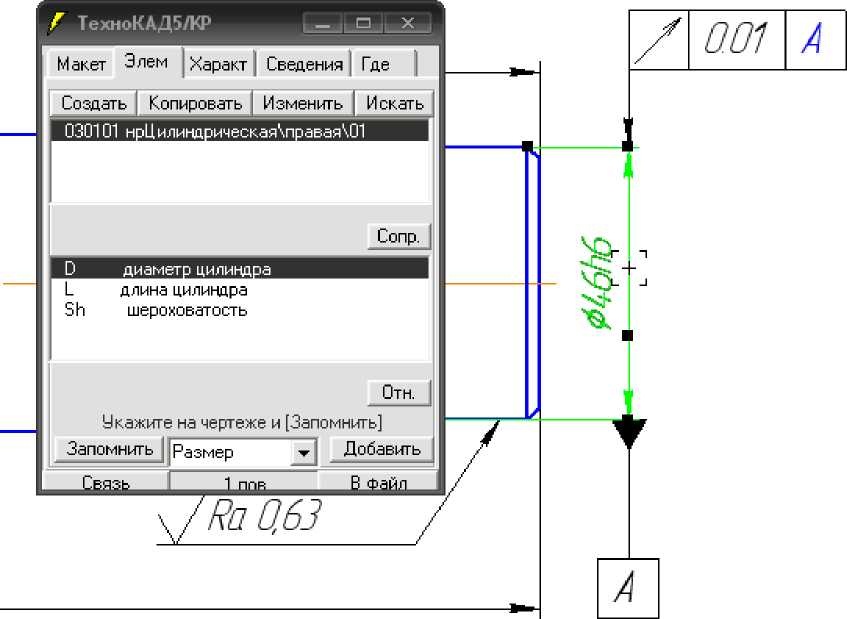 ТехноКАД5/КР
Макет Элем Характ Сведения Где
Создать Копировать Изменить Искать
030101 нрЦилиндрическая\правая\01
Сопр.
D диаметр цилиндра
L длина цилиндра
Sh шероховатость
Отн.
Укажите на чертеже и [Запомнить]
Запомнить Размер Добавить
Связь 1 пов В файл
0.01 A
ϕ46h6
Ra 0,63
A